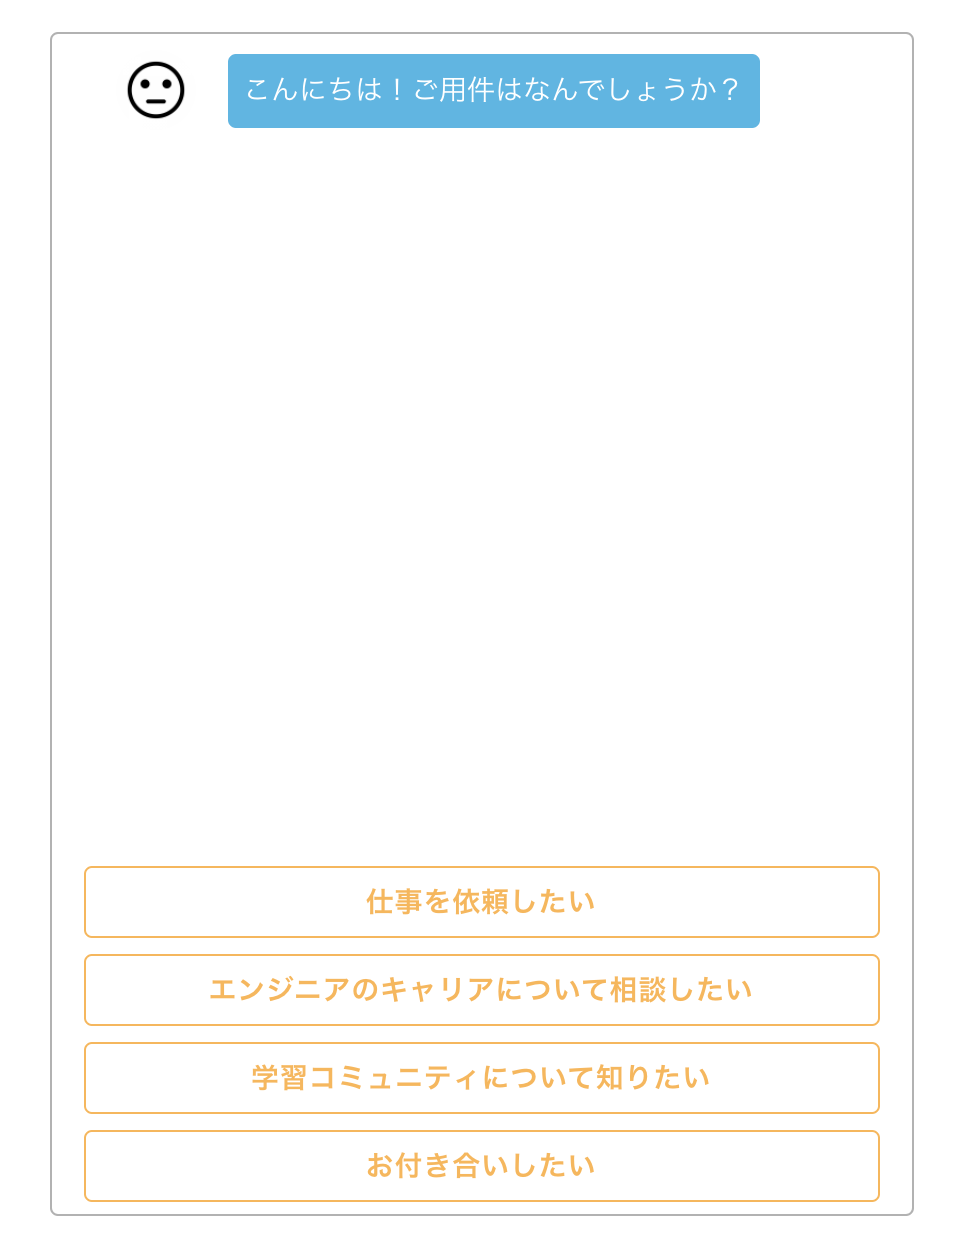 こんにちは！ご用件はなんでしょうか？
仕事を依頼したい
エンジニアのキャリアについて相談したい
学習コミュニティについて知りたい
お付き合いしたい